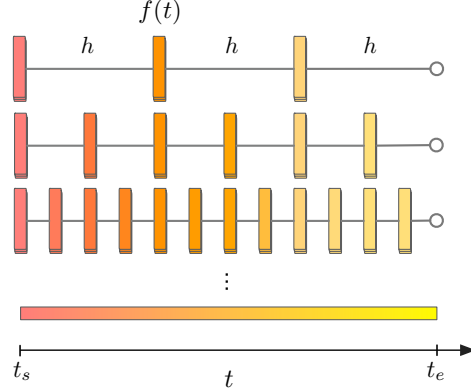 f(t)
h h h
⋮
t_s t t_e